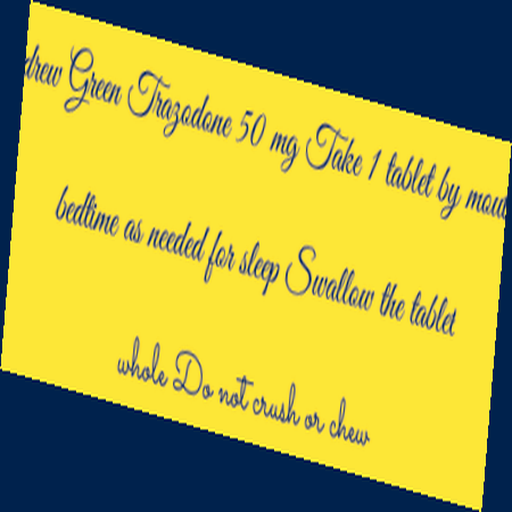 drew Green Trazodone 50 mg Take 1 tablet by mou
bedtime as needed for sleep Swallow the tablet
whole Do not crush or chew